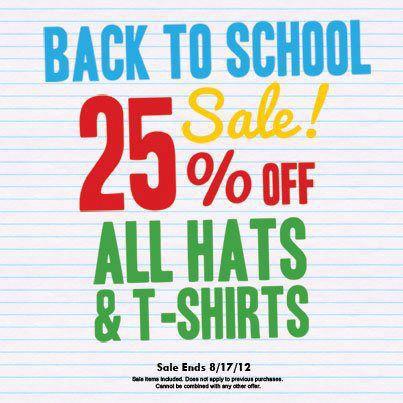 BACK TO SCHOOL
Sale!
25% OFF
ALL HATS
& T-SHIRTS
Sale Ends 8/17/12
Sale items included. Does not apply to previous purchases.
Cannot be combined with any other offer.